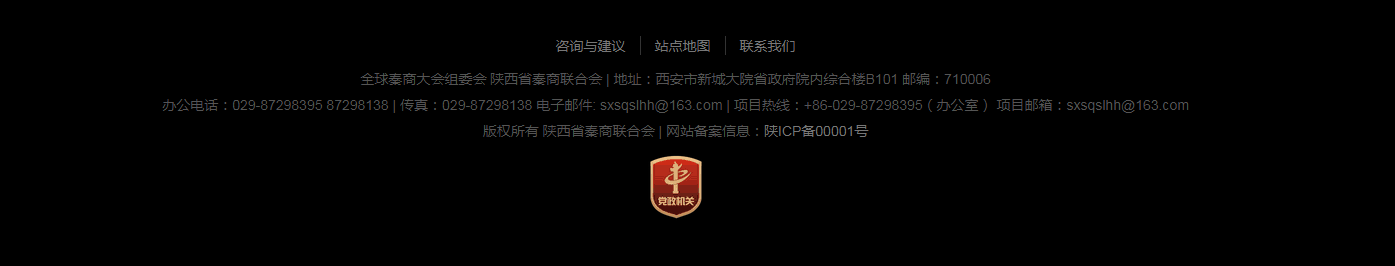 咨询与建议 | 站点地图 | 联系我们
全球秦商大会组委会 陕西省秦商联合会 | 地址：西安市新城大院省政府院内综合楼B101 邮编：710006
办公电话：029-87298395 87298138 | 传真：029-87298138 电子邮件: sxsqslhh@163.com | 项目热线：+86-029-87298395（办公室） 项目邮箱：sxsqslhh@163.com
版权所有 陕西省秦商联合会 | 网站备案信息：陕ICP备00001号
党政机关